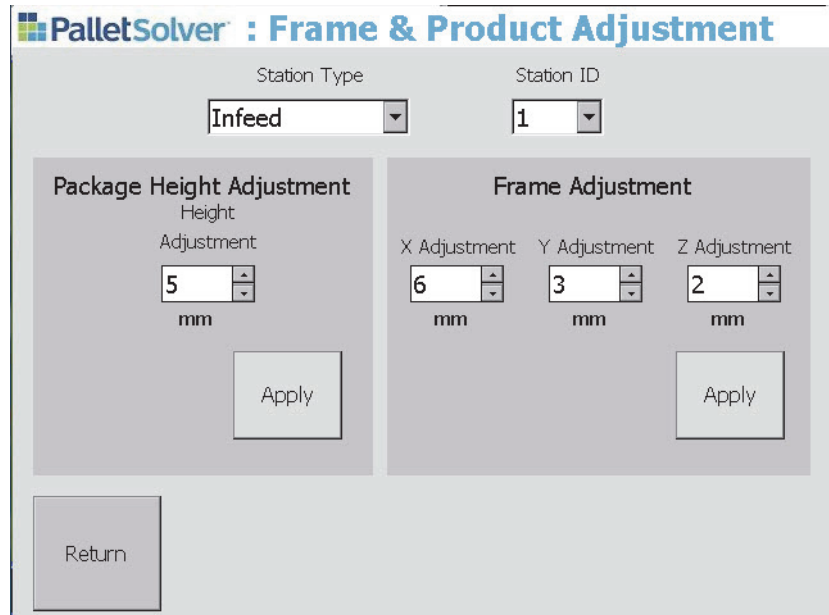 PalletSolver : Frame & Product Adjustment
Station Type Station ID
Infeed 1
Package Height Adjustment
Height
Adjustment
5
mm
Apply
Frame Adjustment
X Adjustment Y Adjustment Z Adjustment
6 3 2
mm mm mm
Apply
Return